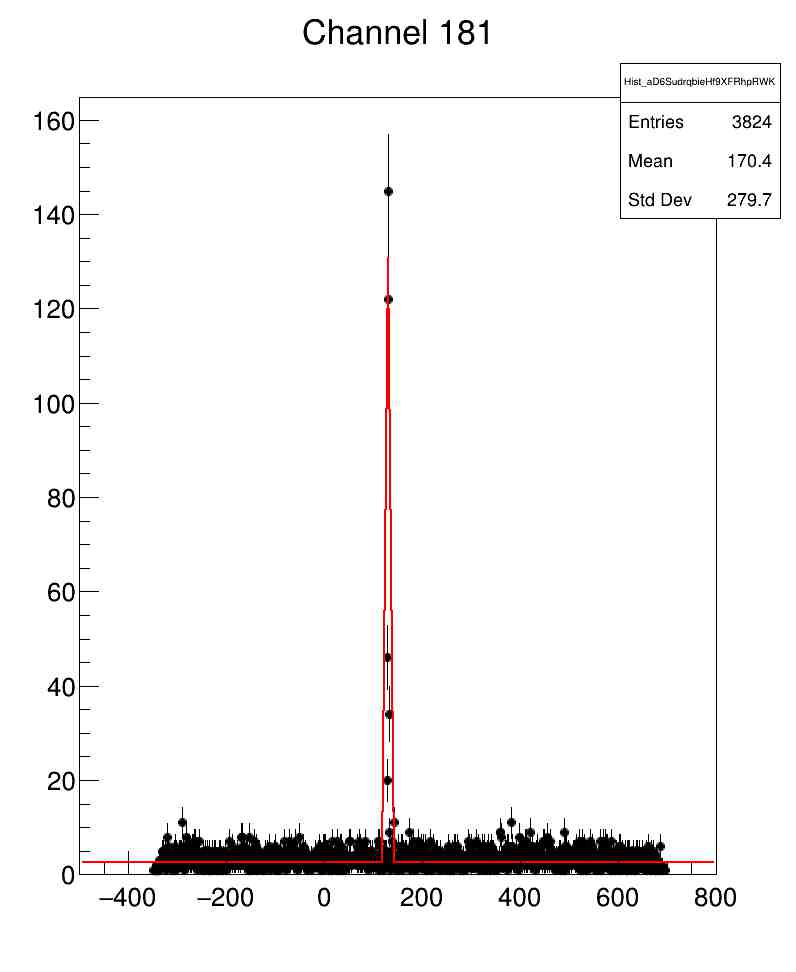 Channel 181
Hist_aD6SudrqbieHf9XFRhpRWK
Entries 3824
Mean 170.4
Std Dev 279.7
160
140
120
100
80
60
40
20
0
−400 −200 0 200 400 600 800